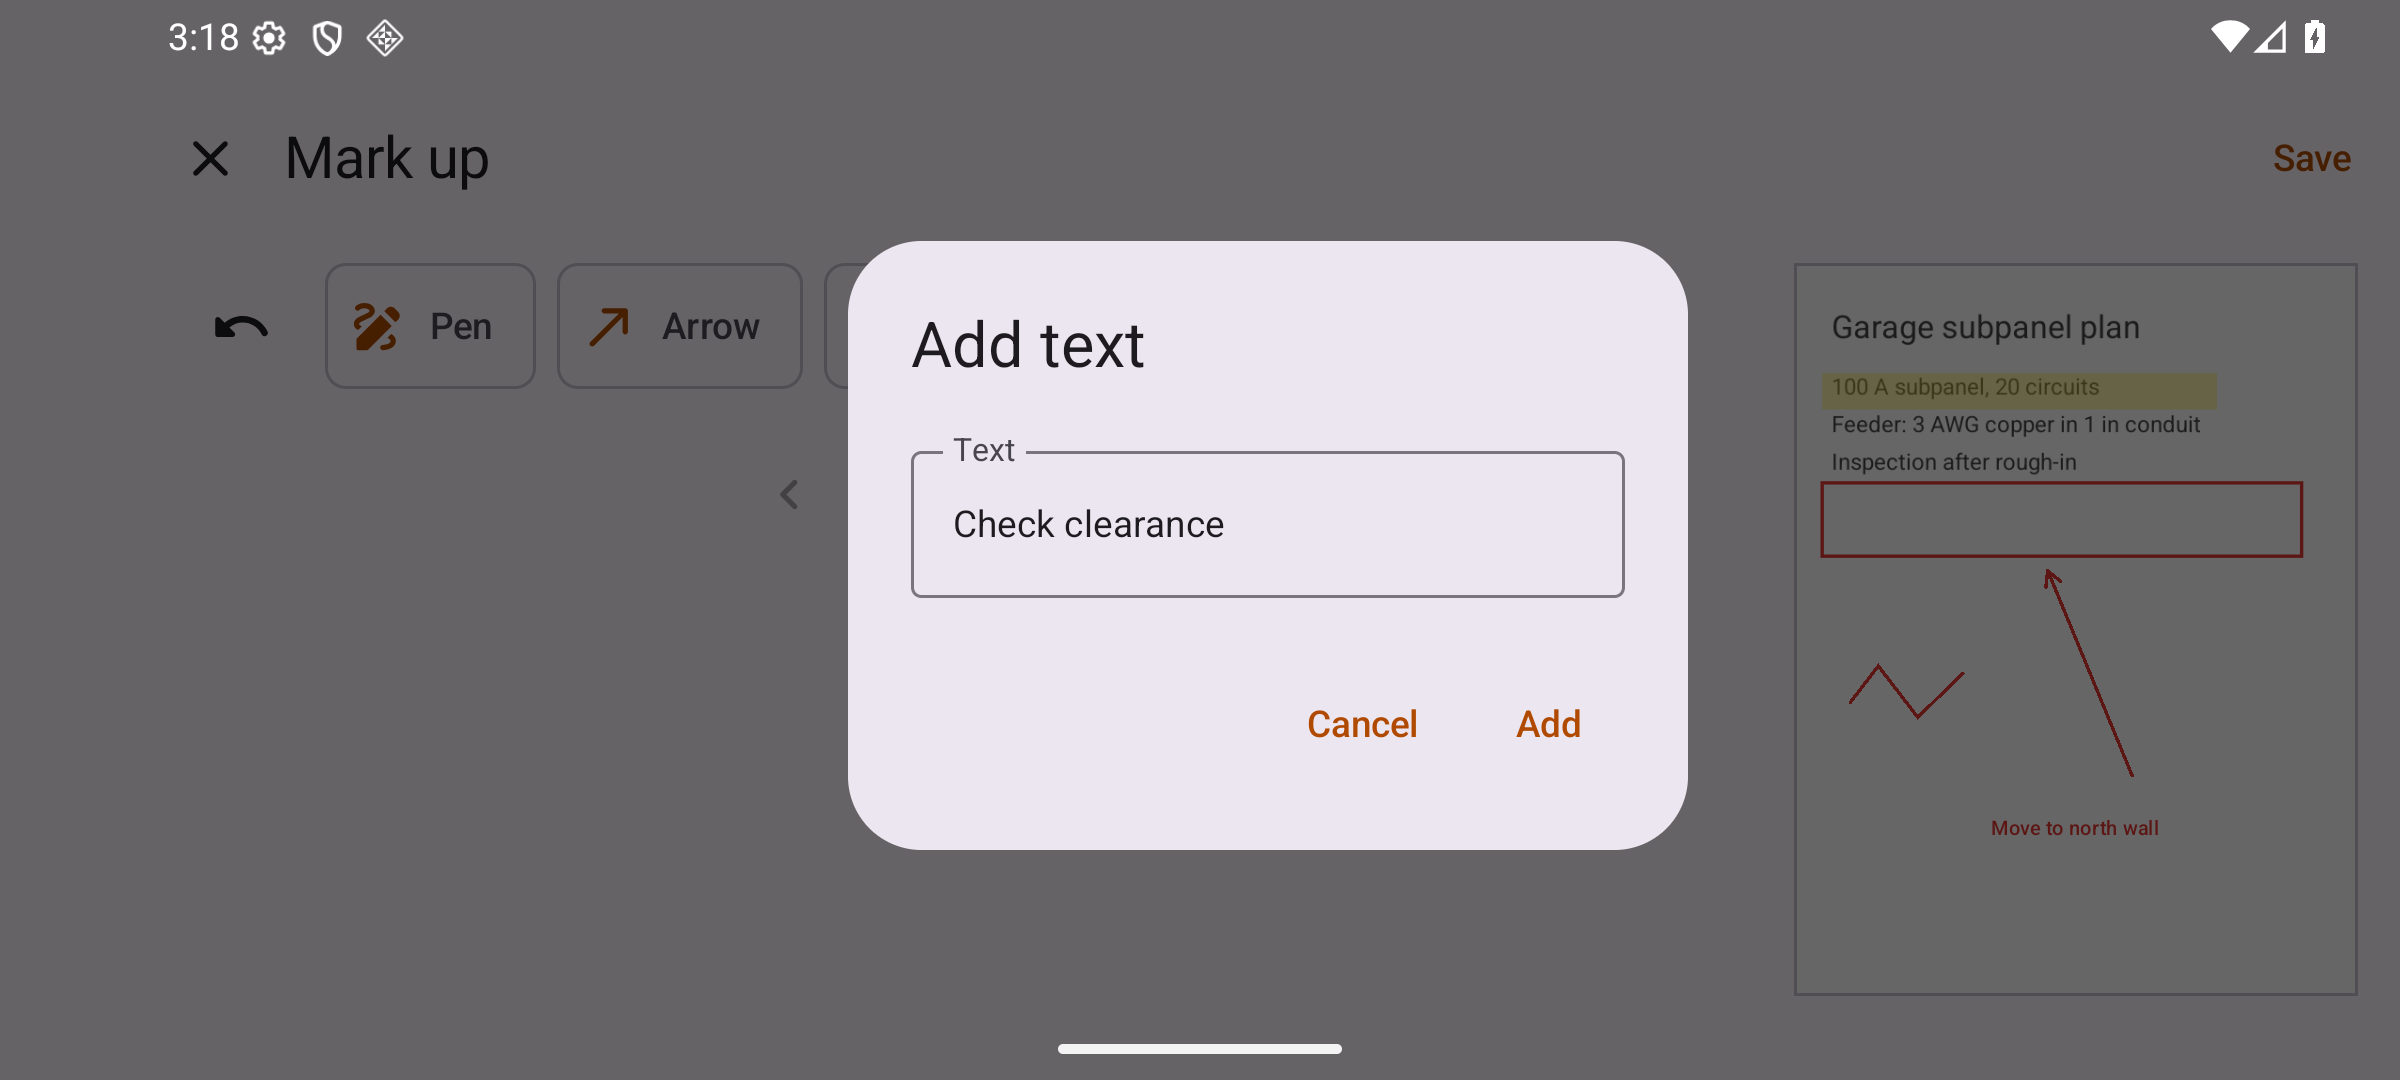 3:18
Mark up
Save
Pen
Arrow
Add text
Text
Check clearance
Cancel
Add
Garage subpanel plan
100 A subpanel, 20 circuits
Feeder: 3 AWG copper in 1 in conduit
Inspection after rough-in
Move to north wall